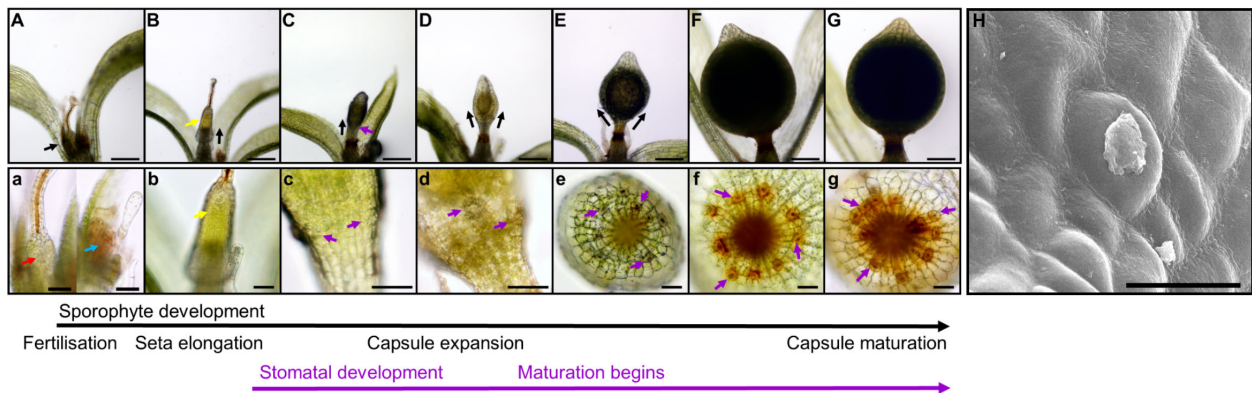 A B C D E F G H
a b c d e f g
Sporophyte development
Fertilisation Seta elongation Capsule expansion Capsule maturation
Stomatal development Maturation begins